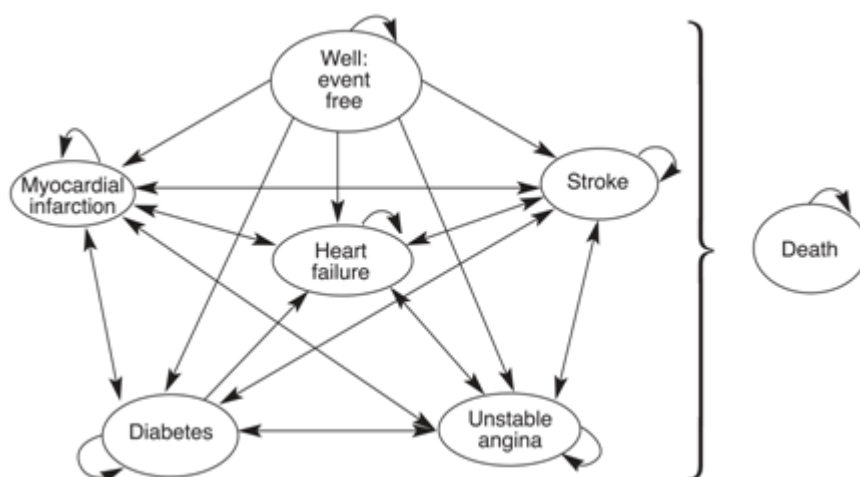 Well:
event
free
Myocardial
infarction
Stroke
Heart
failure
Death
Diabetes
Unstable
angina